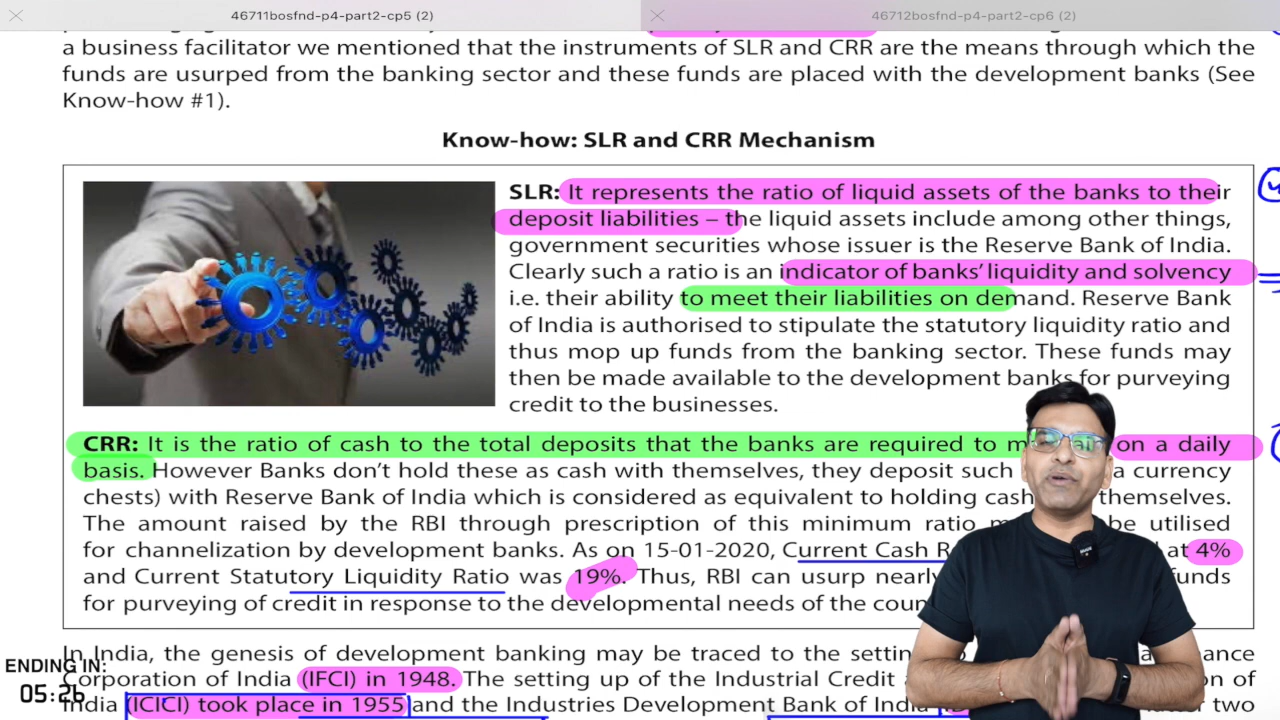 46711bosfnd-p4-part2-cp5 (2)
46712bosfnd-p4-part2-cp6 (2)
a business facilitator we mentioned that the instruments of SLR and CRR are the means through which the
funds are usurped from the banking sector and these funds are placed with the development banks (See
Know-how #1).
Know-how: SLR and CRR Mechanism
SLR: It represents the ratio of liquid assets of the banks to their
deposit liabilities – the liquid assets include among other things,
government securities whose issuer is the Reserve Bank of India.
Clearly such a ratio is an indicator of banks' liquidity and solvency
i.e. their ability to meet their liabilities on demand. Reserve Bank
of India is authorised to stipulate the statutory liquidity ratio and
thus mop up funds from the banking sector. These funds may
then be made available to the development banks for purveying
credit to the businesses.
CRR: It is the ratio of cash to the total deposits that the banks are required to on a daily
basis. However Banks don't hold these as cash with themselves, they deposit such a currency
chests) with Reserve Bank of India which is considered as equivalent to holding cash themselves.
The amount raised by the RBI through prescription of this minimum ratio be utilised
for channelization by development banks. As on 15-01-2020, Current Cash at 4%
and Current Statutory Liquidity Ratio was 19%. Thus, RBI can usurp nearly funds
for purveying of credit in response to the developmental needs of the
In India, the genesis of development banking may be traced to the
Corporation of India (IFCI) in 1948. The setting up of the Industrial Credit on of
India (ICICI) took place in 1955 and the Industries Development Bank of India two
ENDING IN:
05:26